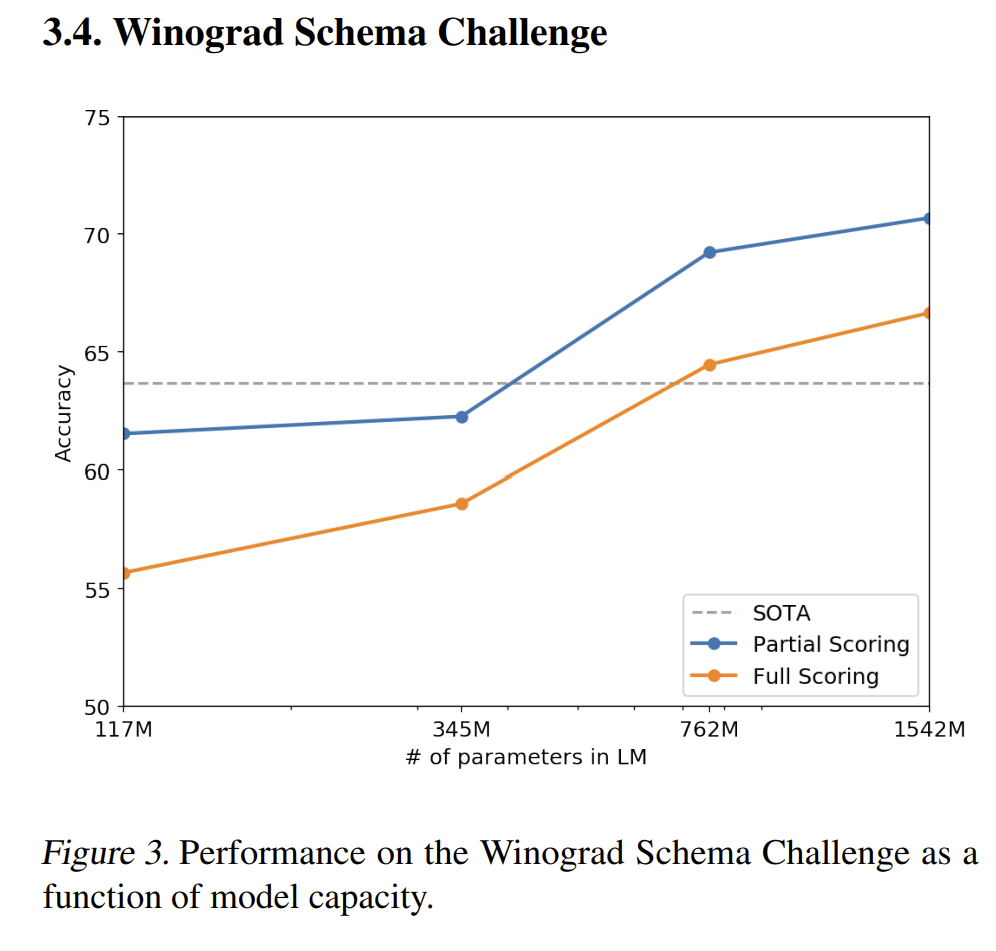 3.4. Winograd Schema Challenge
75
70
65
60
55
50
Accuracy
SOTA
Partial Scoring
Full Scoring
117M 345M 762M 1542M
# of parameters in LM
Figure 3. Performance on the Winograd Schema Challenge as a
function of model capacity.